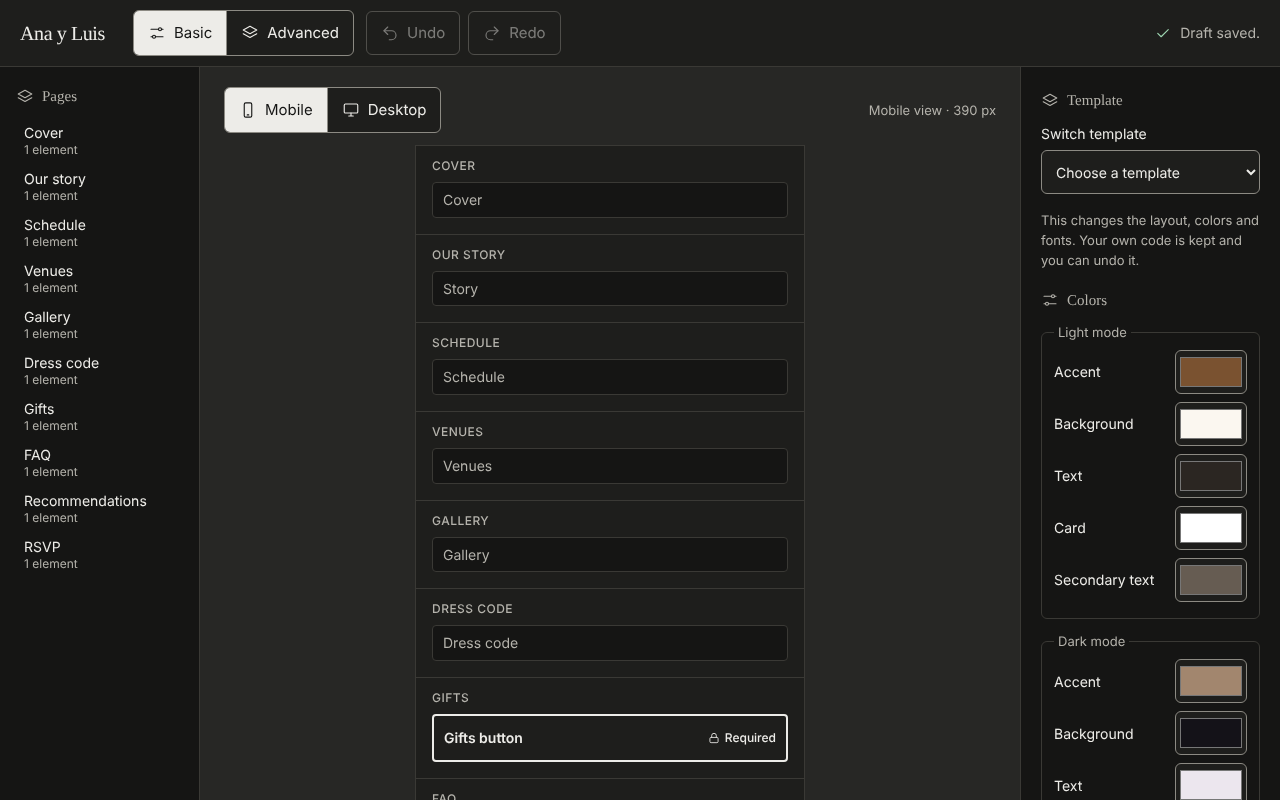 Ana y Luis
Basic
Advanced
Undo
Redo
Draft saved.
Pages
Cover
1 element
Our story
1 element
Schedule
1 element
Venues
1 element
Gallery
1 element
Dress code
1 element
Gifts
1 element
FAQ
1 element
Recommendations
1 element
RSVP
1 element
Mobile
Desktop
Mobile view · 390 px
COVER
Cover
OUR STORY
Story
SCHEDULE
Schedule
VENUES
Venues
GALLERY
Gallery
DRESS CODE
Dress code
GIFTS
Gifts button
Required
FAQ
Template
Switch template
Choose a template
This changes the layout, colors and
fonts. Your own code is kept and
you can undo it.
Colors
Light mode
Accent
Background
Text
Card
Secondary text
Dark mode
Accent
Background
Text